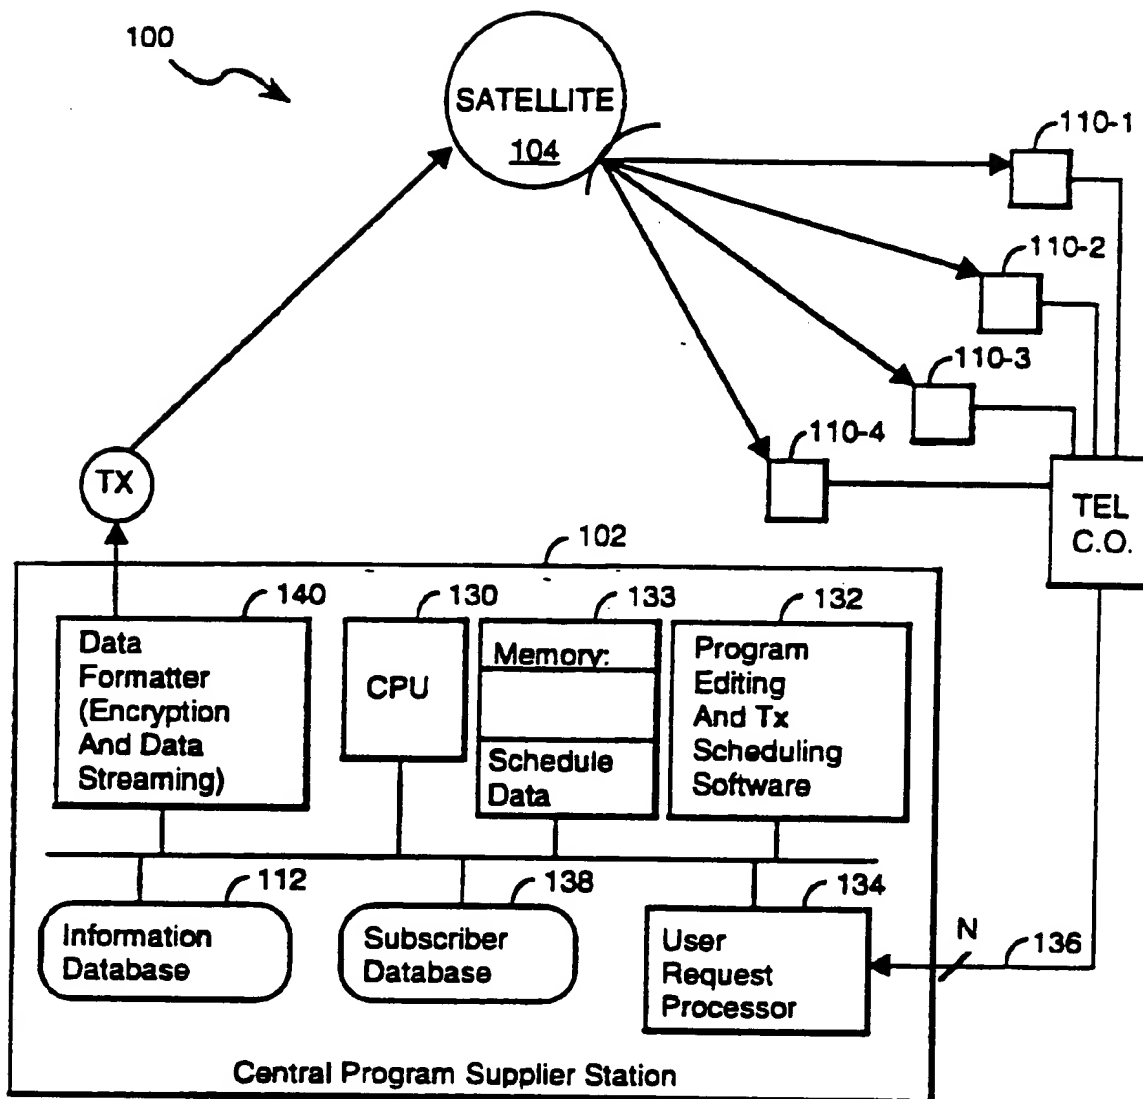 100
SATELLITE
104
110-1
110-2
110-3
110-4
TX
TEL
C.O.
102
140
130
133
132
Data
Formatter
(Encryption
And Data
Streaming)
CPU
Memory:
Schedule
Data
Program
Editing
And Tx
Scheduling
Software
112
138
134
N
136
Information
Database
Subscriber
Database
User
Request
Processor
Central Program Supplier Station